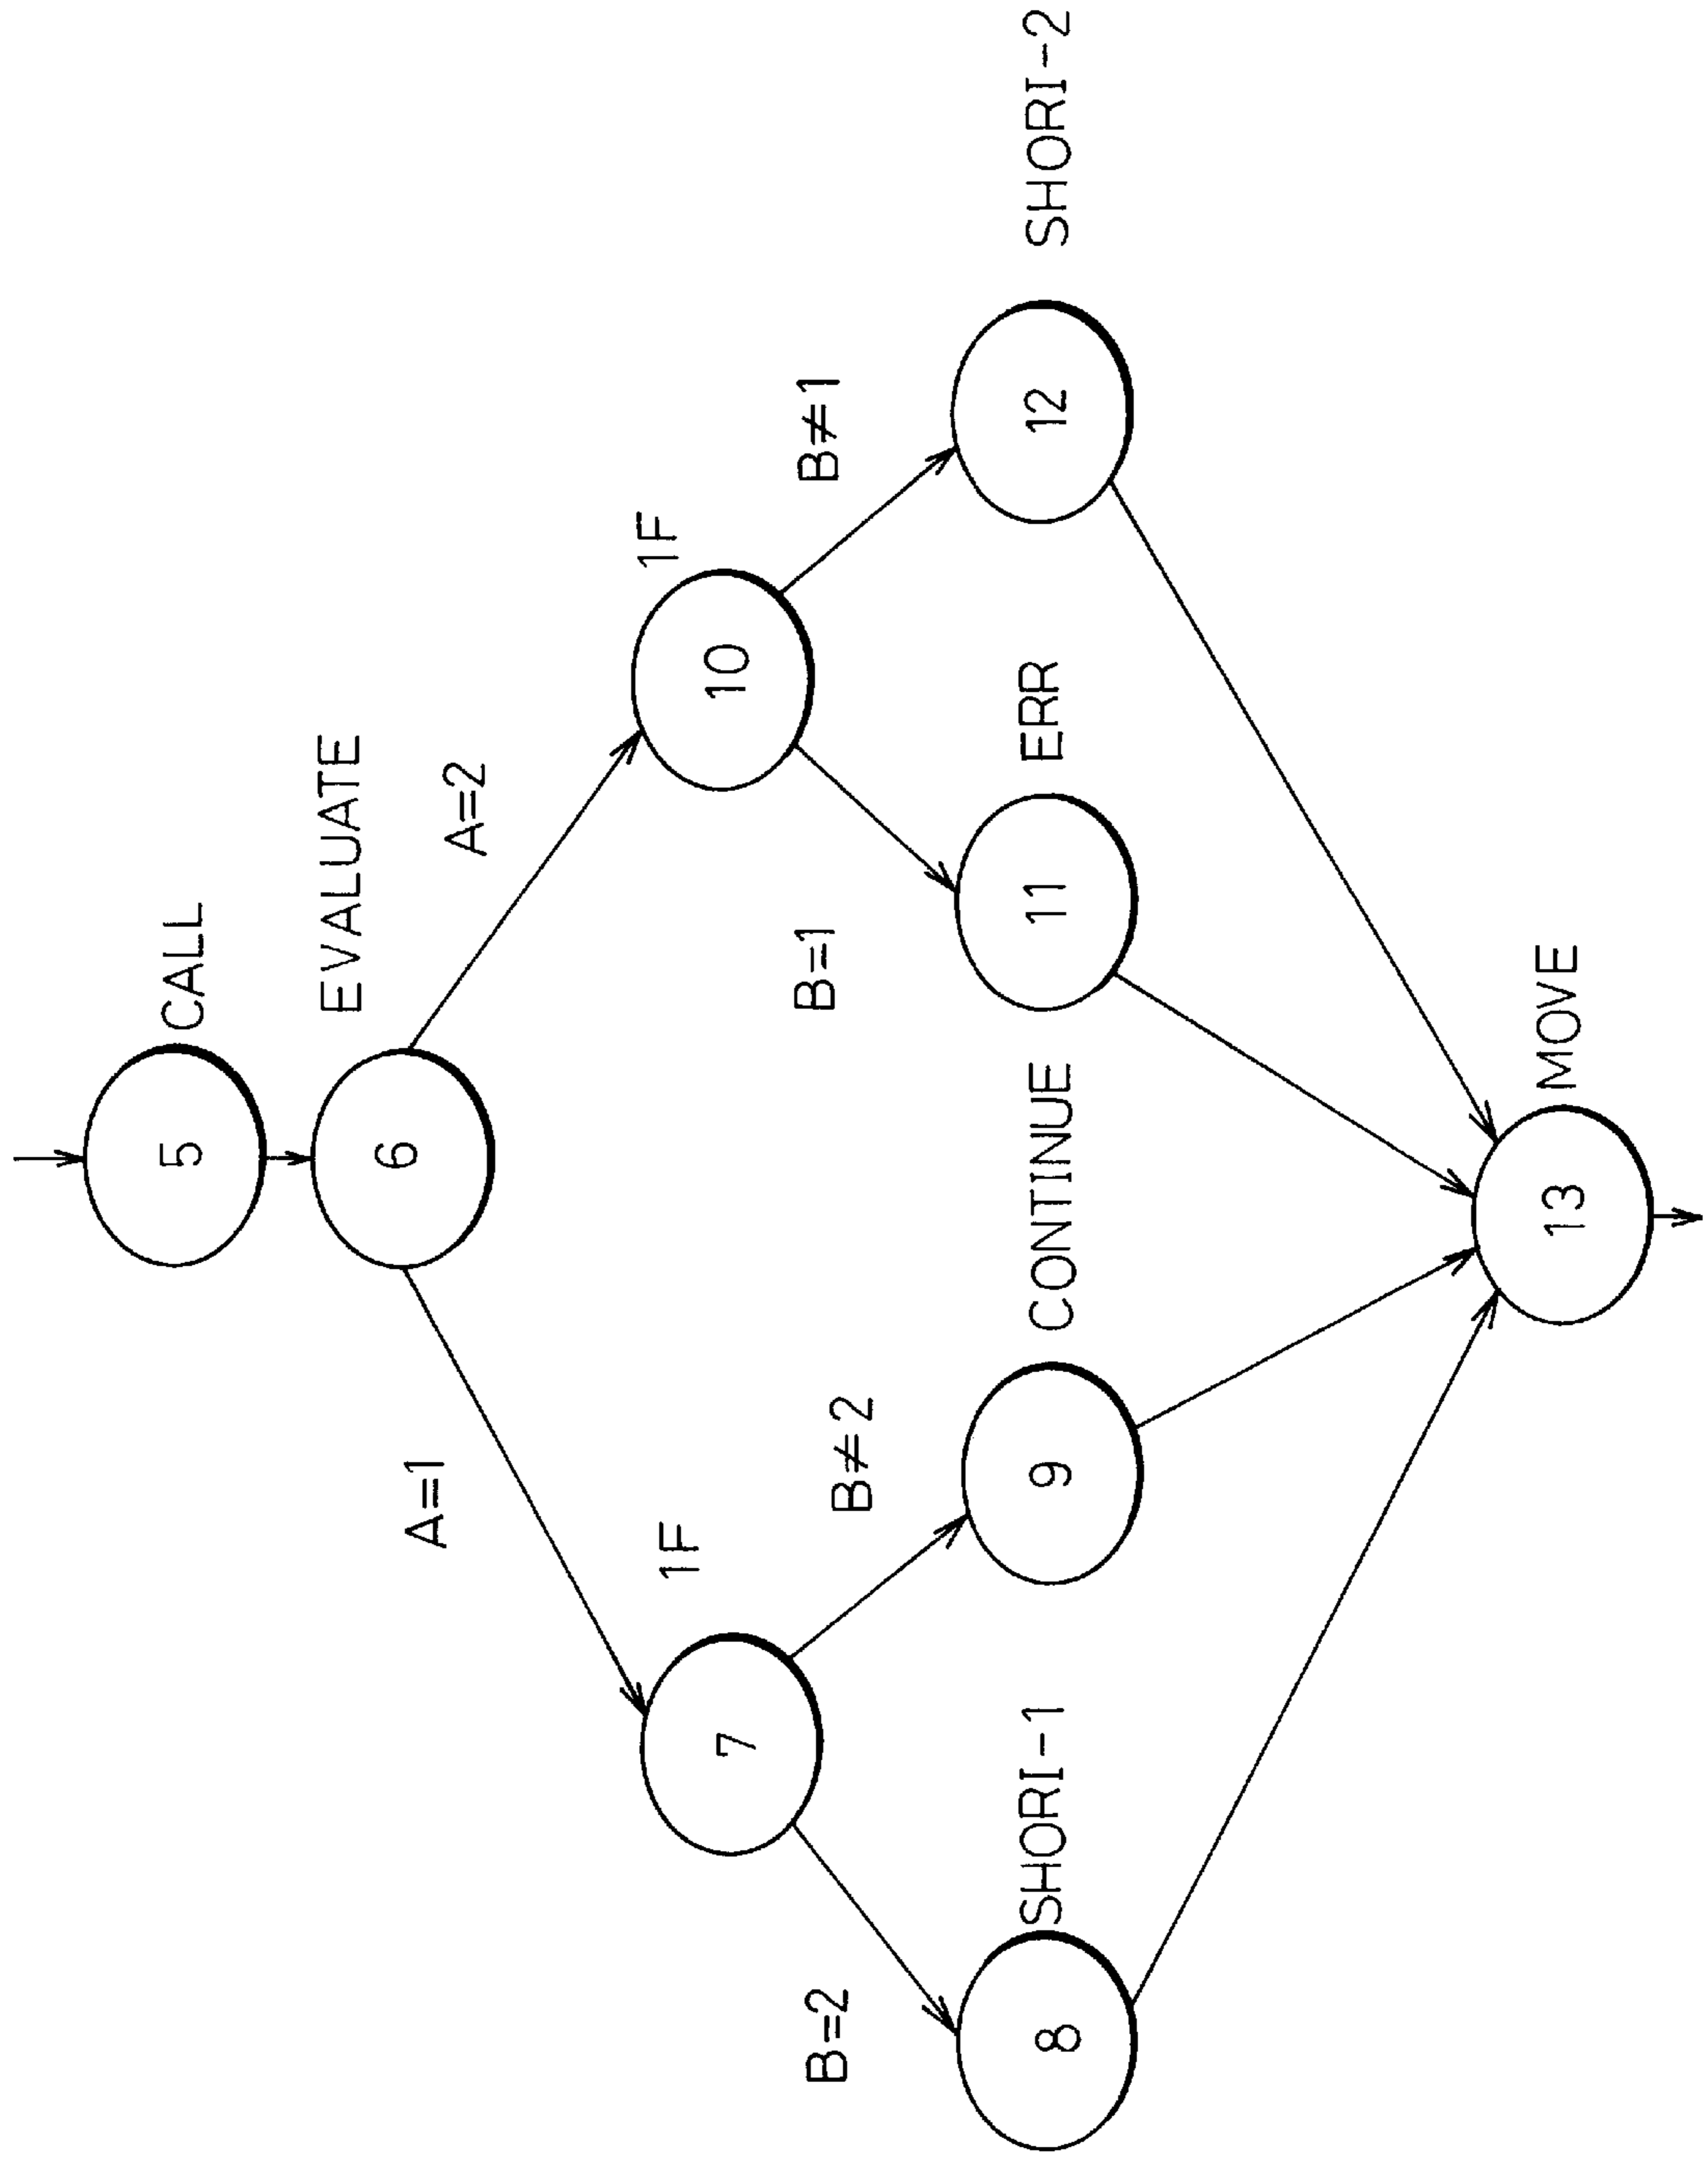 5 CALL
6 EVALUATE
A=1
A=2
7 1F
10 1F
B=2
B≠2
B=1
B≠1
8 SHORI-1
9 CONTINUE
11 ERR
12 SHORI-2
13 MOVE